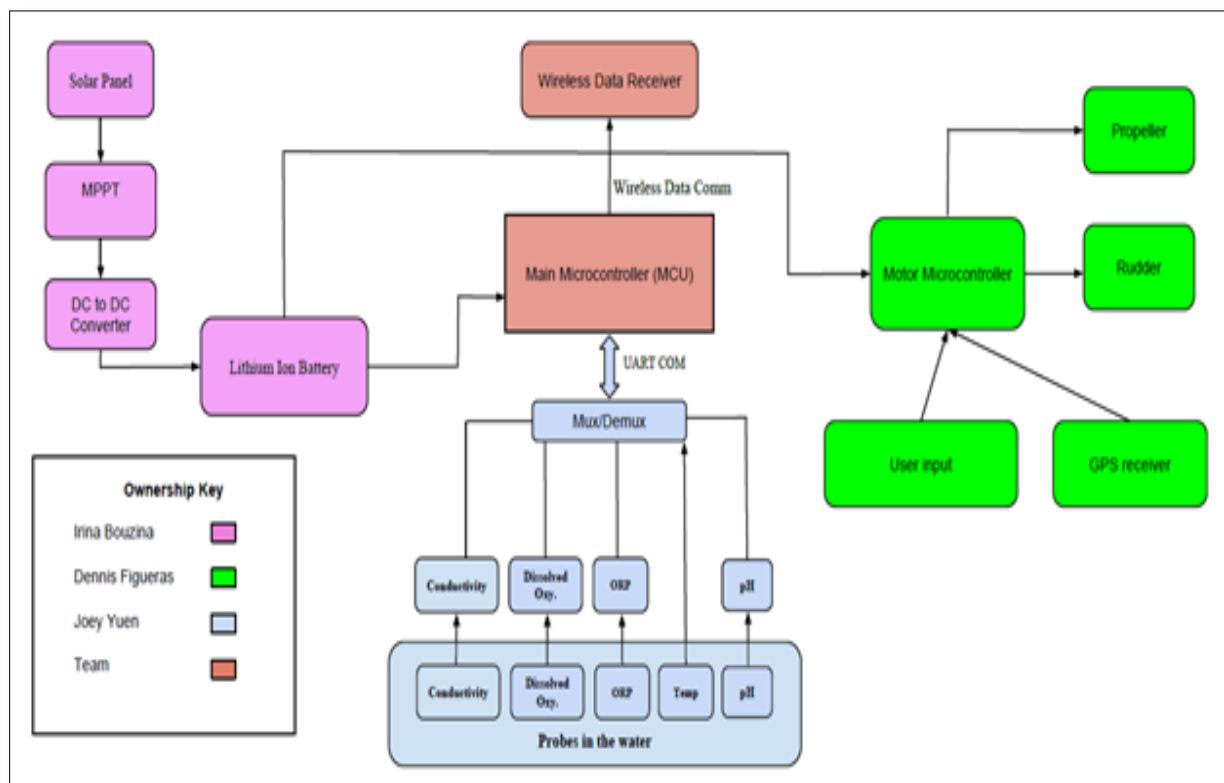 Solar Panel
Wireless Data Receiver
Propeller
MPPT
Wireless Data Comm
Main Microcontroller (MCU)
Motor Microcontroller
Rudder
DC to DC
Converter
Lithium Ion Battery
UART COM
Mux/Demux
User input
GPS receiver
Ownership Key
Irina Bouzina
Dennis Figueras
Joey Yuen
Team
Conductivity
Dissolved
Oxy.
ORP
pH
Conductivity
Dissolved
Oxy.
ORP
Temp
pH
Probes in the water